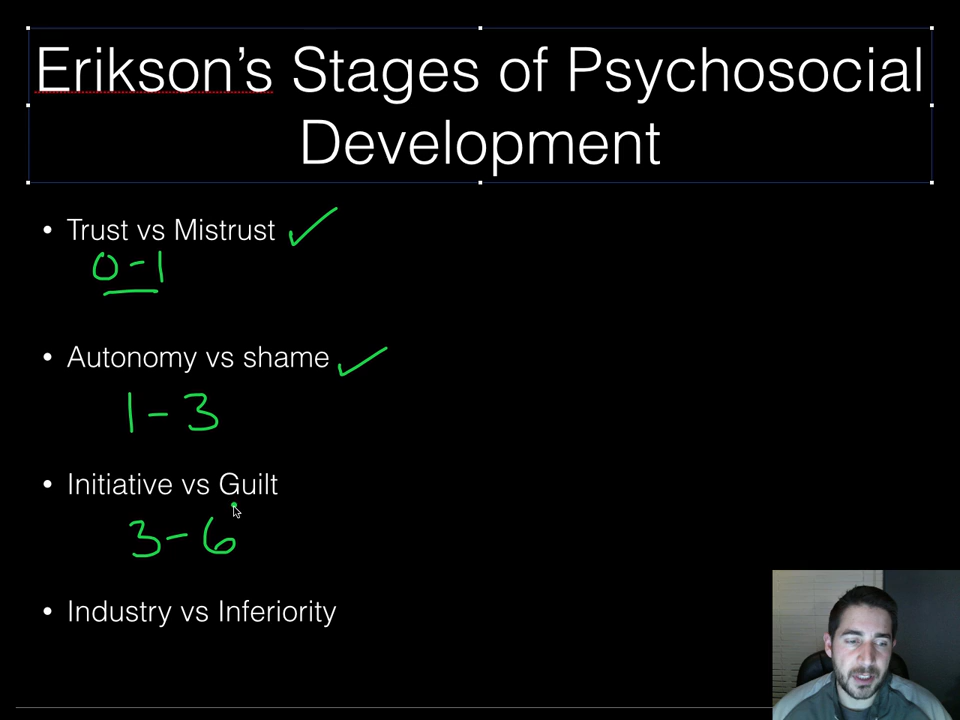 Erikson's Stages of Psychosocial
Development
• Trust vs Mistrust
0-1
• Autonomy vs shame
1-3
• Initiative vs Guilt
3-6
• Industry vs Inferiority